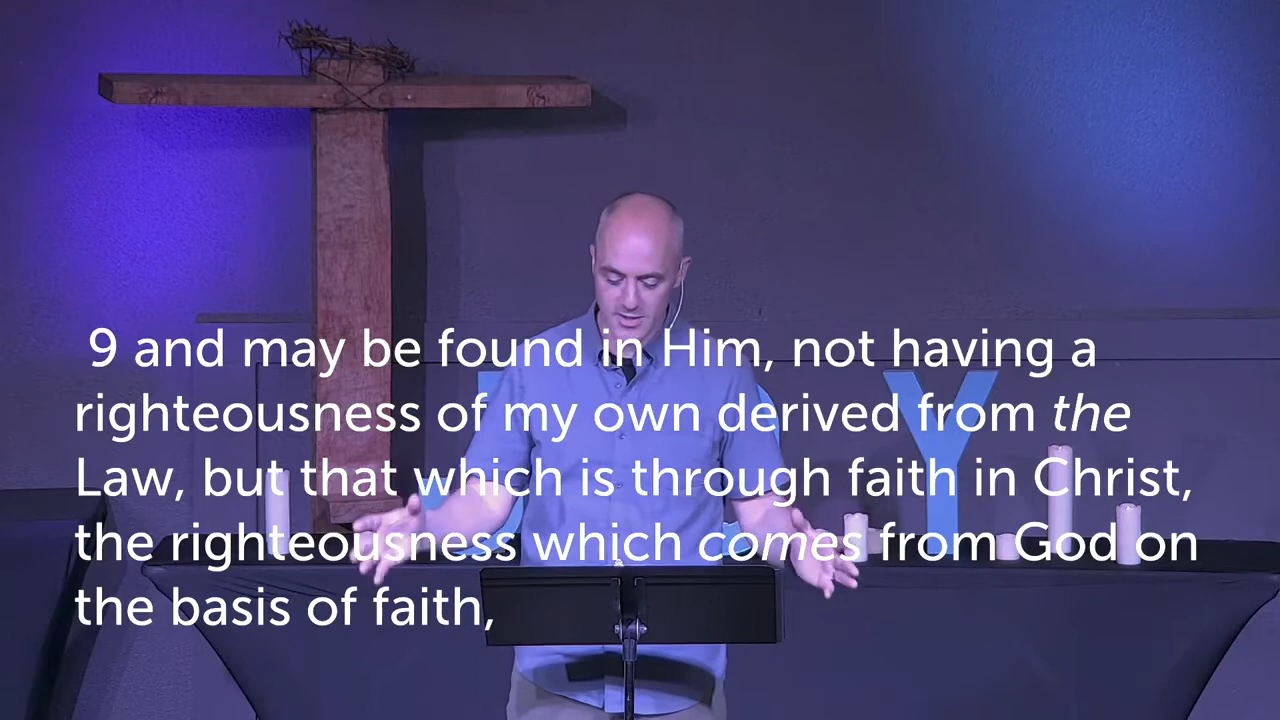 9 and may be found in Him, not having a
righteousness of my own derived from the
Law, but that which is through faith in Christ,
the righteousness which comes from God on
the basis of faith,
Y